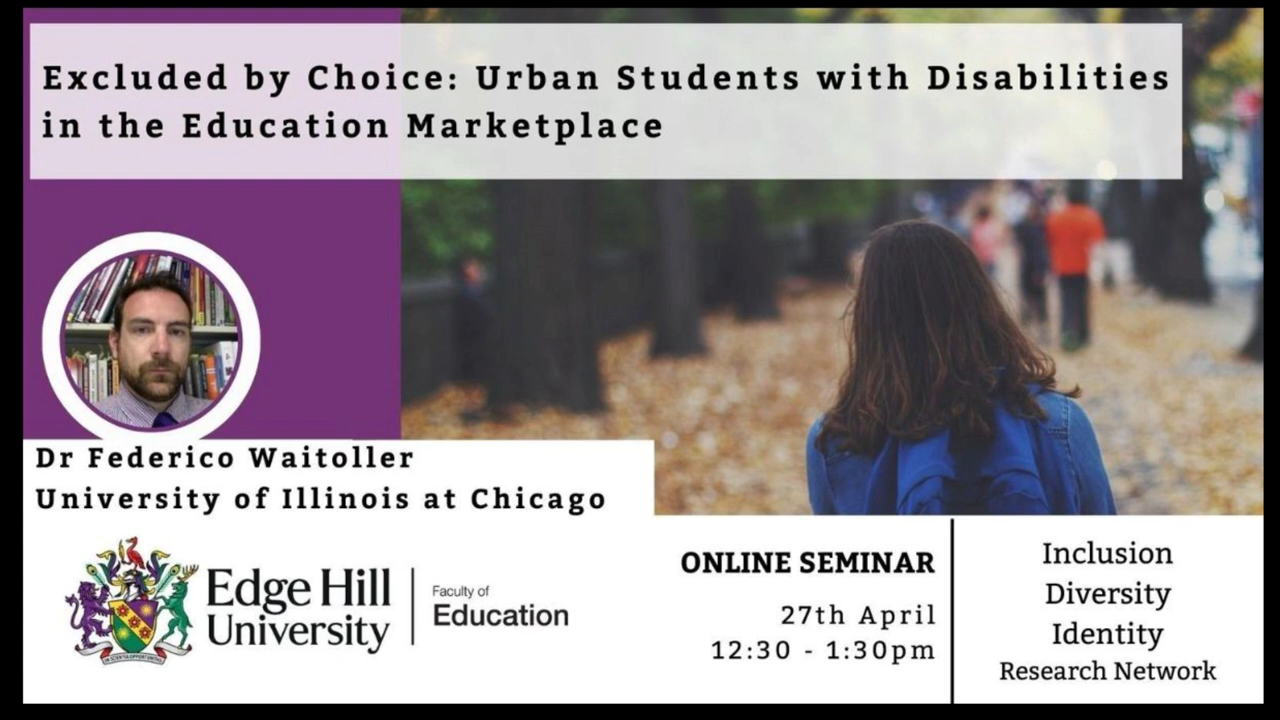 Excluded by Choice: Urban Students with Disabilities
in the Education Marketplace
Dr Federico Waitoller
University of Illinois at Chicago
Edge Hill
University
Faculty of
Education
ONLINE SEMINAR
27th April
12:30 - 1:30pm
Inclusion
Diversity
Identity
Research Network